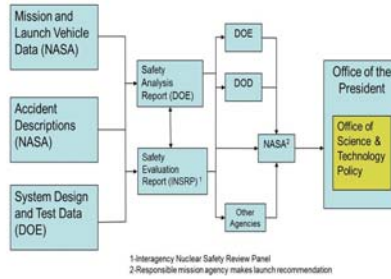 Mission and
Launch Vehicle
Data (NASA)
Accident
Descriptions
(NASA)
System Design
and Test Data
(DOE)
Safety
Analysis
Report (DOE)
Safety
Evaluation
Report (INSRP) 1
DOE
DOD
Other
Agencies
NASA2
Office of the
President
Office of
Science &
Technology
Policy
1-Interagency Nuclear Safety Review Panel
2-Responsible mission agency makes launch recommendation